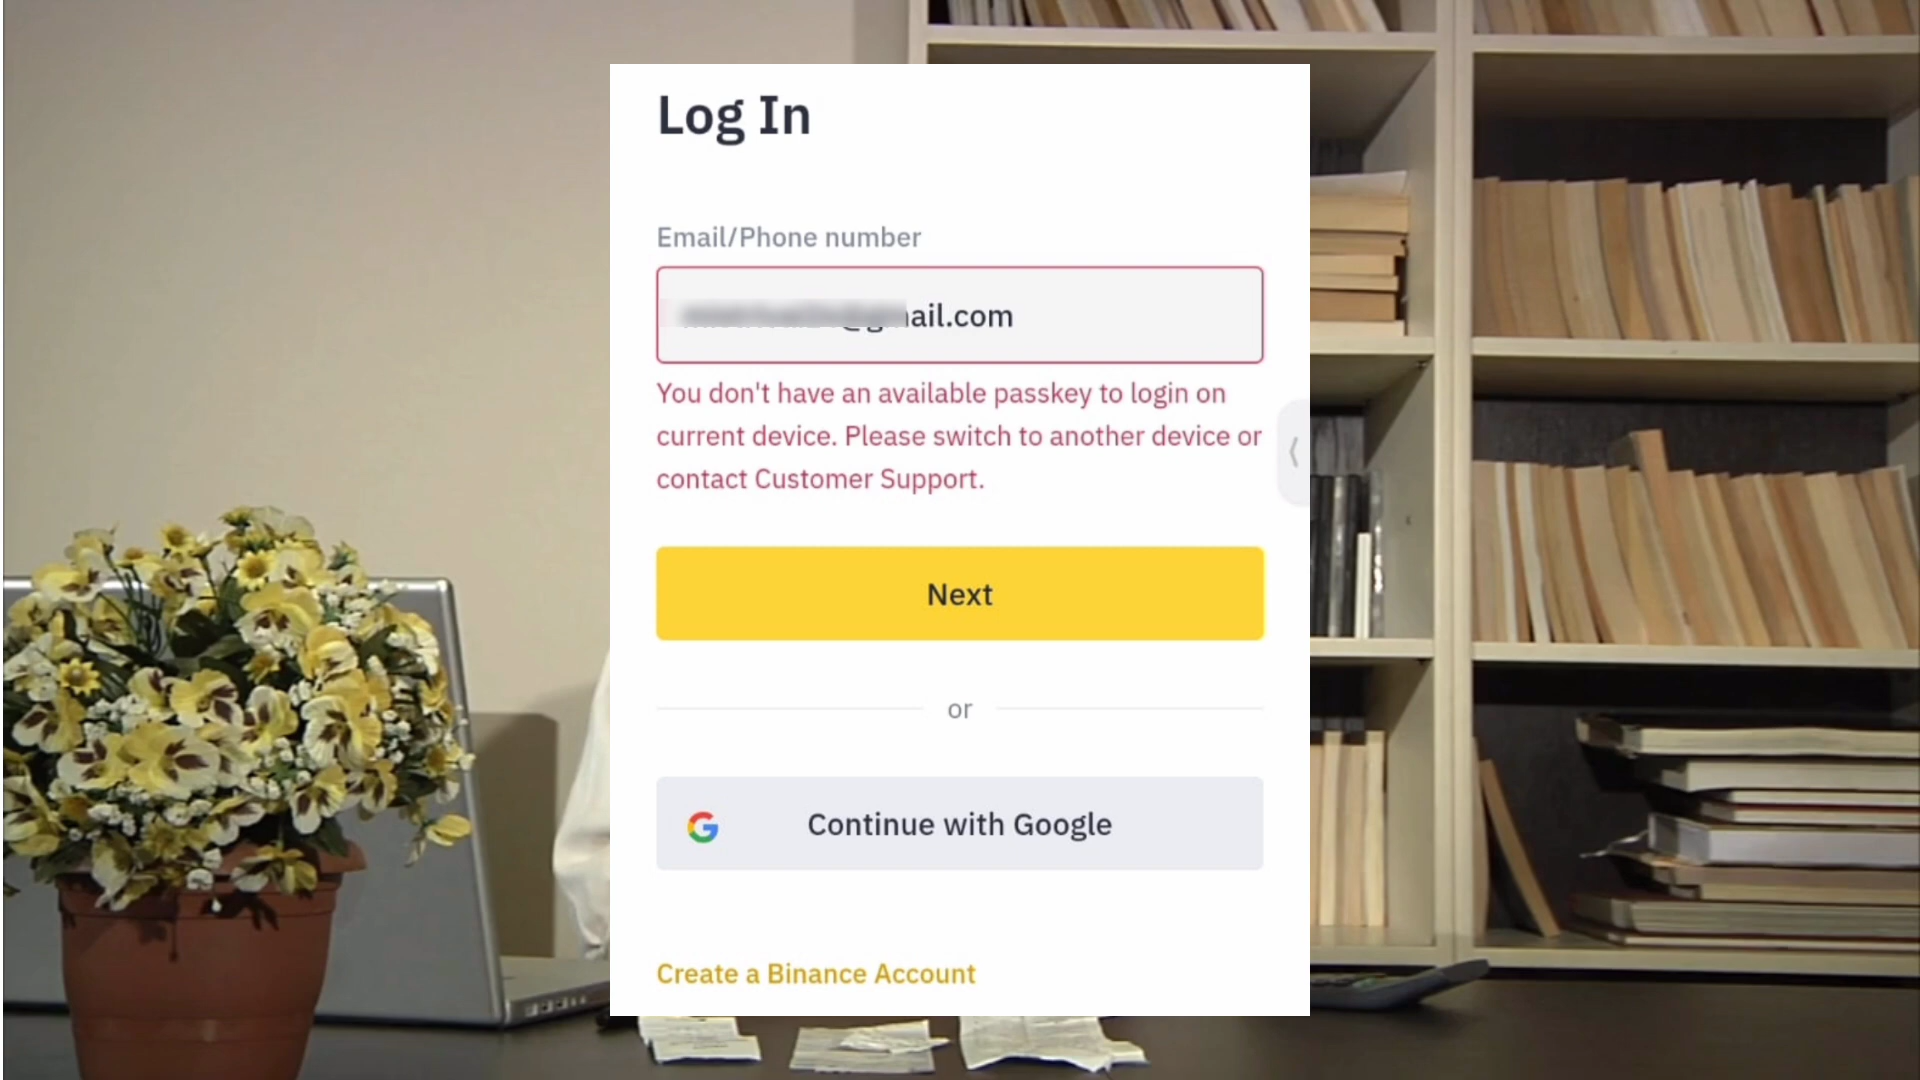 Log In
Email/Phone number
@gmail.com
You don't have an available passkey to login on
current device. Please switch to another device or
contact Customer Support.
Next
or
Continue with Google
Create a Binance Account